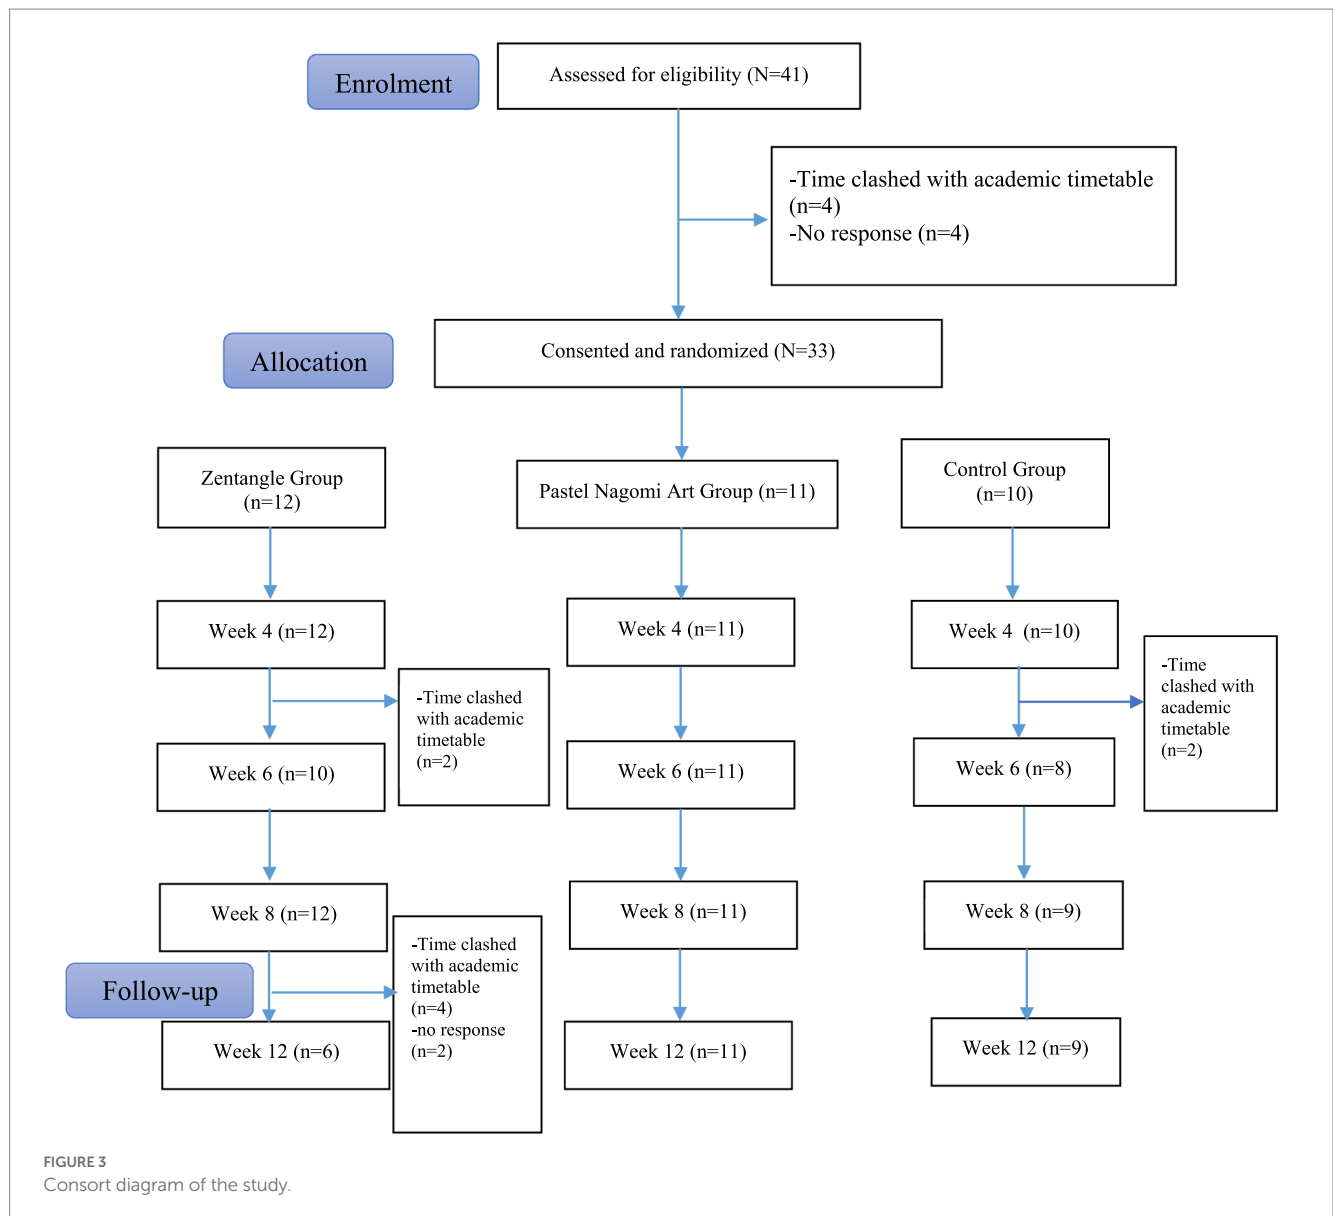 Enrolment
Assessed for eligibility (N=41)
-Time clashed with academic timetable
(n=4)
-No response (n=4)
Allocation
Consented and randomized (N=33)
Zentangle Group
(n=12)
Pastel Nagomi Art Group (n=11)
Control Group
(n=10)
Week 4 (n=12)
Week 4 (n=11)
Week 4  (n=10)
-Time clashed
with academic
timetable
(n=2)
-Time
clashed with
academic
timetable
(n=2)
Week 6 (n=10)
Week 6 (n=11)
Week 6 (n=8)
Week 8 (n=12)
Week 8 (n=11)
Week 8 (n=9)
-Time clashed
with academic
timetable
(n=4)
-no response
(n=2)
Follow-up
Week 12 (n=6)
Week 12 (n=11)
Week 12 (n=9)
FIGURE 3
Consort diagram of the study.